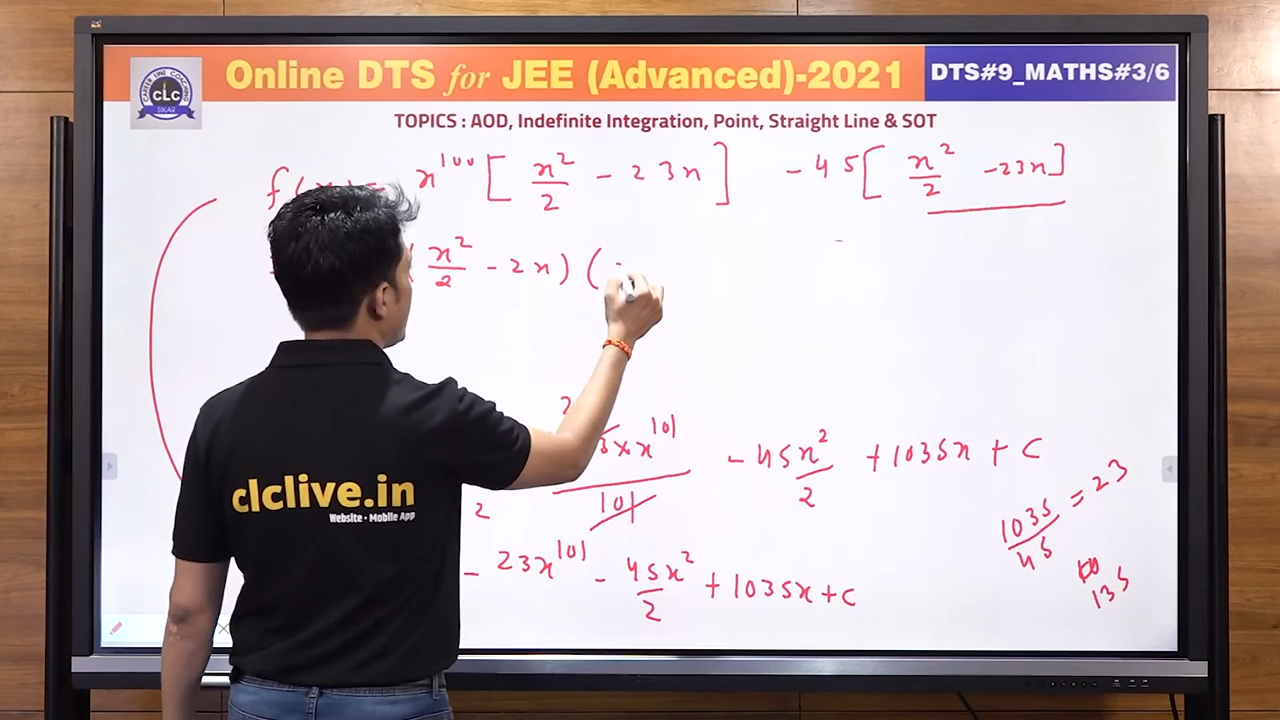 Online DTS for JEE (Advanced)-2021
DTS#9_MATHS#3/6
CAREER LINE COACHING
CLC
SIKAR
TOPICS : AOD, Indefinite Integration, Point, Straight Line & SOT
x^100 [ x^2/2 - 23x ] - 45 [ x^2/2 - 23x ]
x^2/2 - 2x ) (
x x^101 / 101 - 45x^2/2 + 1035x + c
1035/45 = 23
2
- 23x^101 - 45x^2/2 + 1035x + c
135
clclive.in
Website • Mobile App